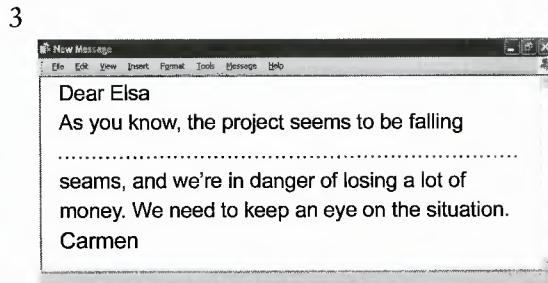 3
New Message
File Edit View Insert Format Tools Message Help
Dear Elsa
As you know, the project seems to be falling
......................................................................
seams, and we're in danger of losing a lot of
money. We need to keep an eye on the situation.
Carmen